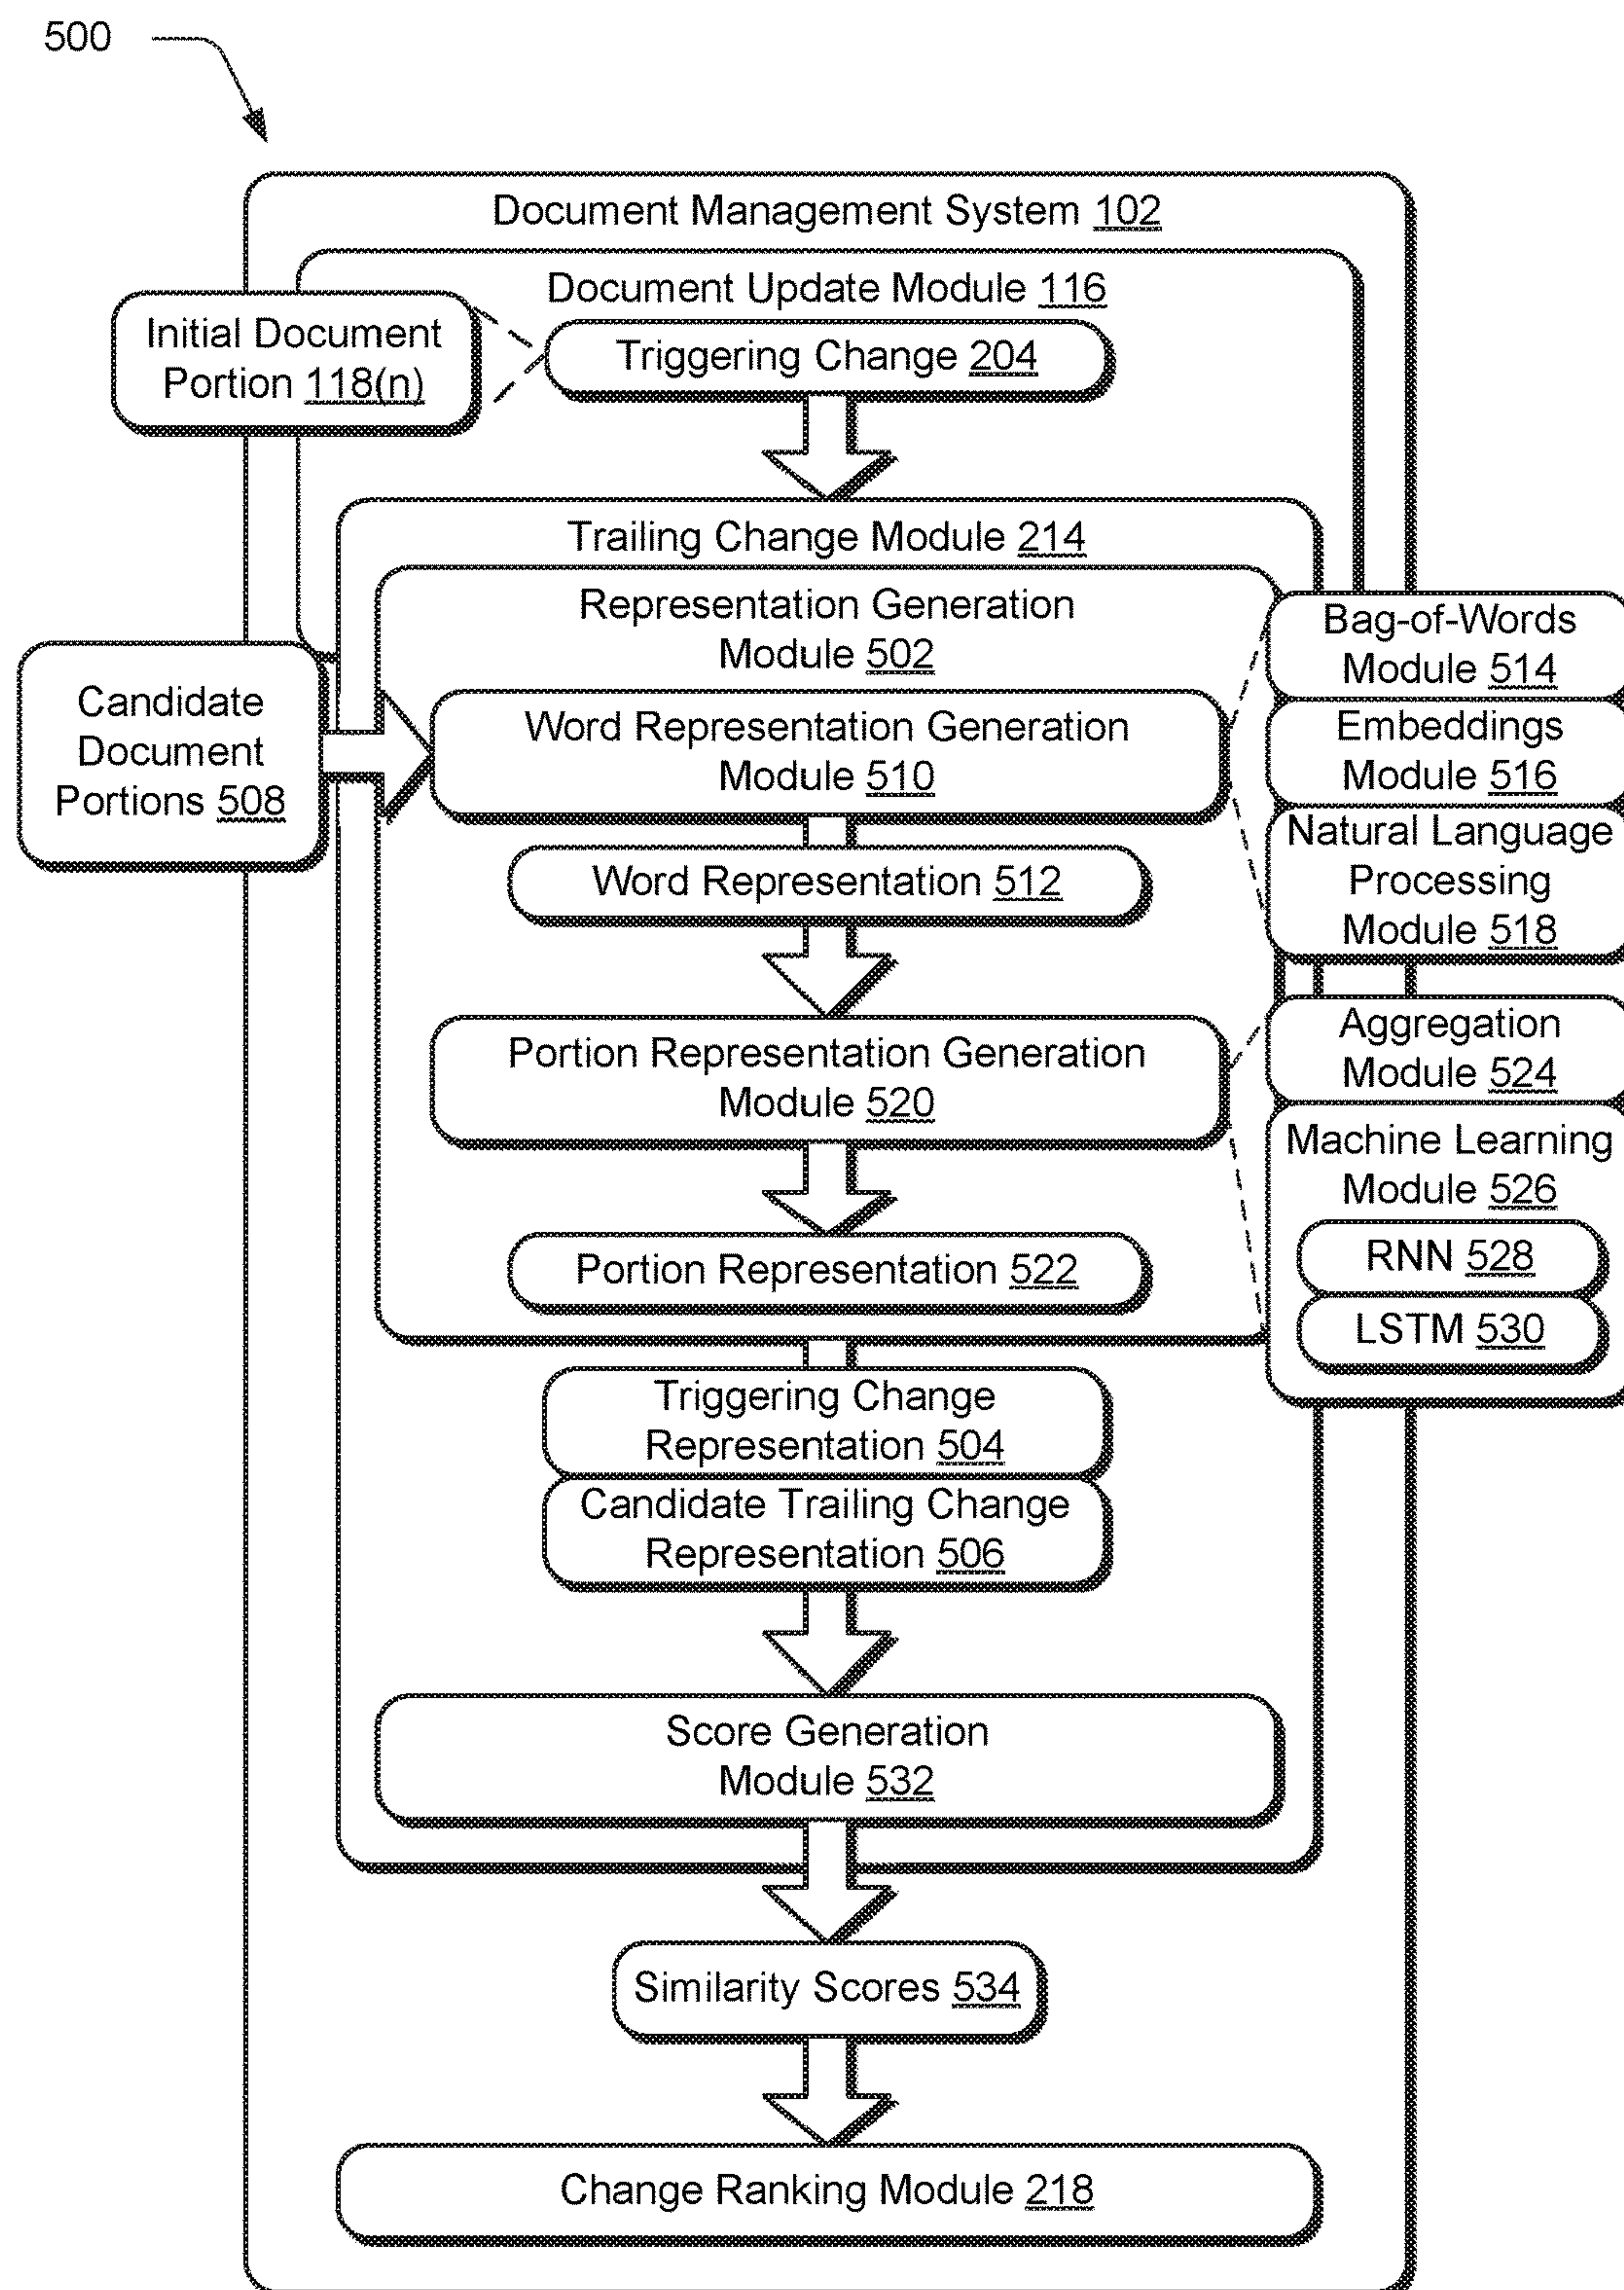 500
Document Management System 102
Document Update Module 116
Initial Document
Portion 118(n)
Triggering Change 204
Trailing Change Module 214
Representation Generation
Module 502
Bag-of-Words
Module 514
Candidate
Document
Portions 508
Word Representation Generation
Module 510
Embeddings
Module 516
Natural Language
Processing
Module 518
Word Representation 512
Portion Representation Generation
Module 520
Aggregation
Module 524
Machine Learning
Module 526
RNN 528
LSTM 530
Portion Representation 522
Triggering Change
Representation 504
Candidate Trailing Change
Representation 506
Score Generation
Module 532
Similarity Scores 534
Change Ranking Module 218